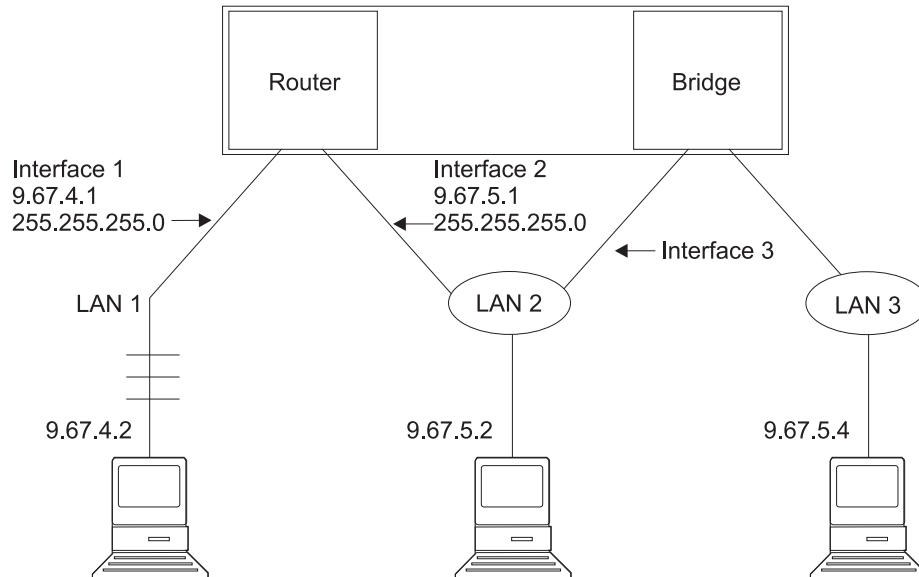 Router
Bridge
Interface 1
9.67.4.1
255.255.255.0
Interface 2
9.67.5.1
255.255.255.0
Interface 3
LAN 1
LAN 2
LAN 3
9.67.4.2
9.67.5.2
9.67.5.4